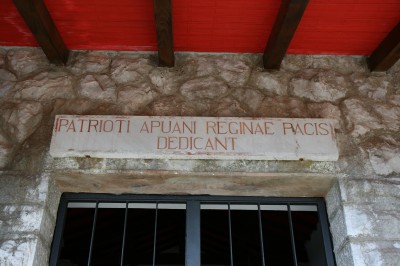 PATRIOTI APUANI REGINAE PACIS
DEDICANT